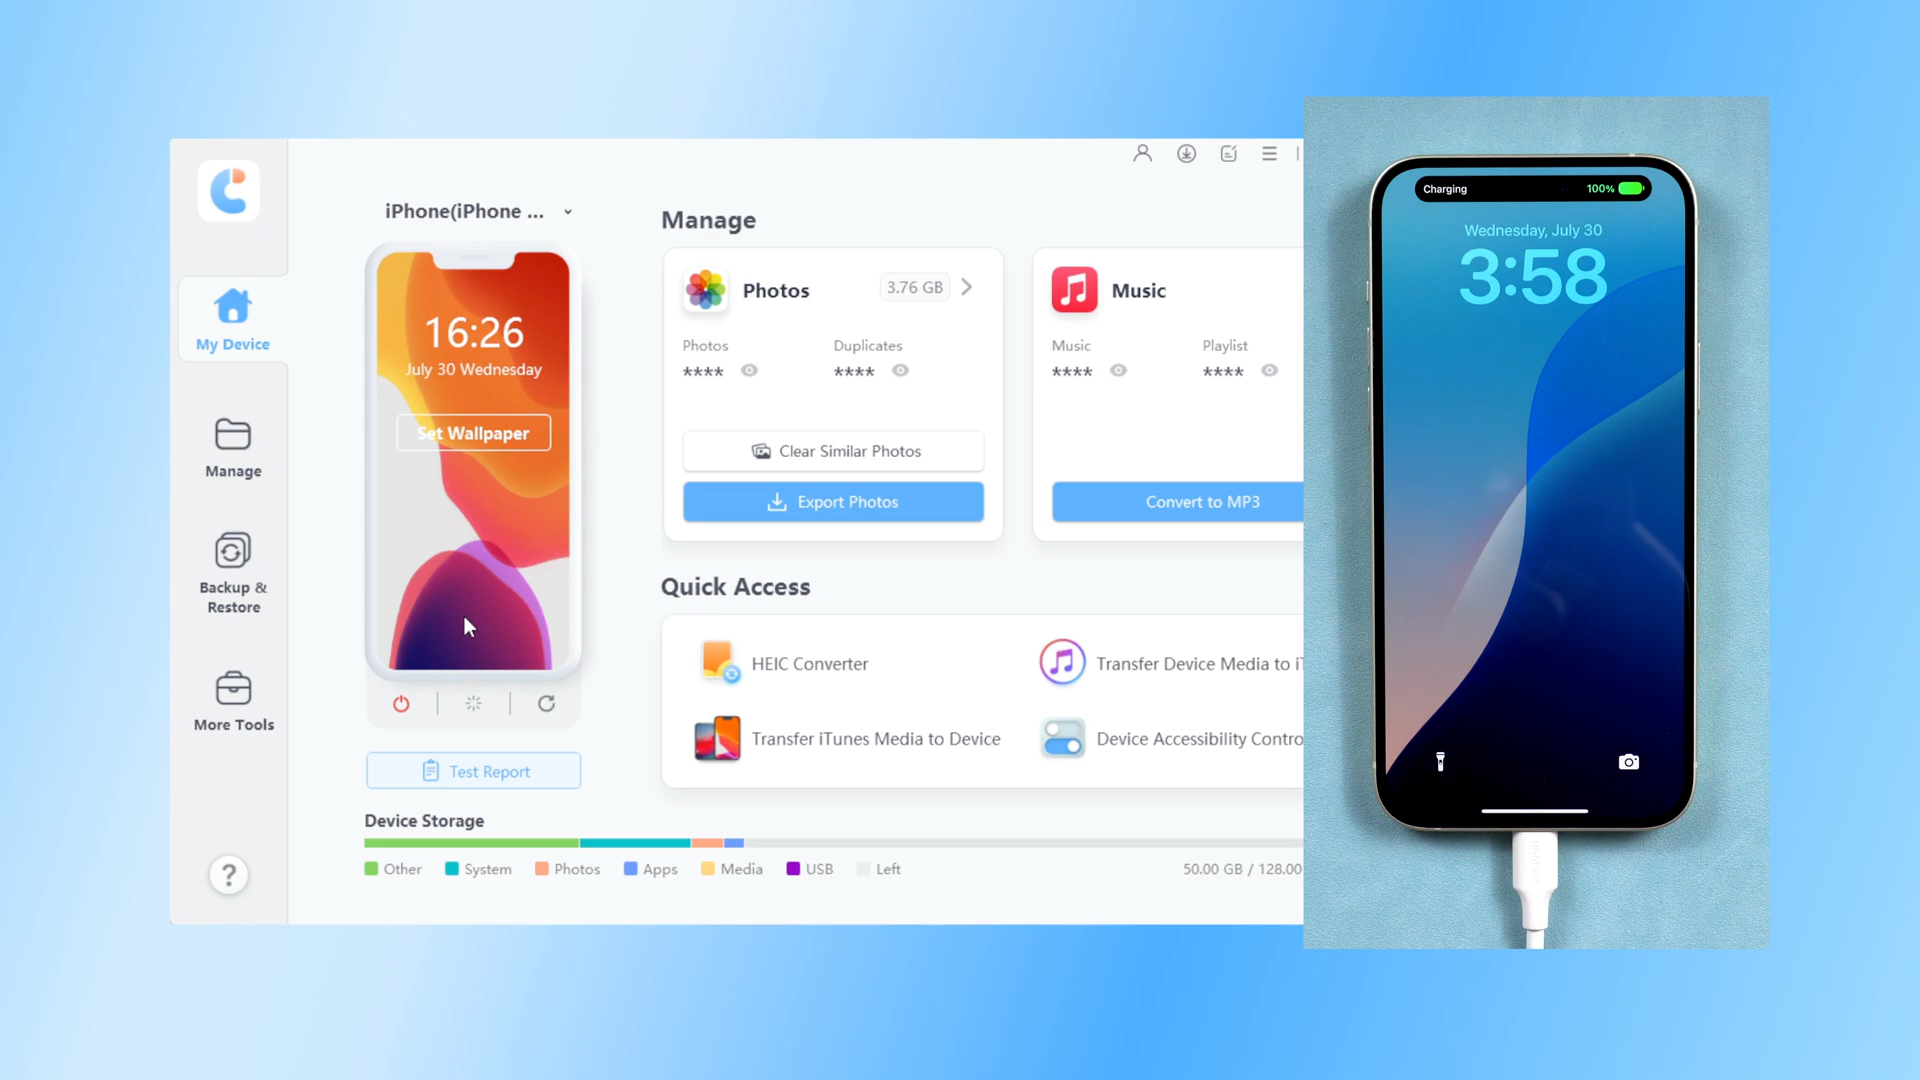 iPhone(iPhone ...
16:26
July 30 Wednesday
Set Wallpaper
Test Report
My Device
Manage
Backup &
Restore
More Tools
?
Manage
Photos
3.76 GB
Photos
Duplicates
****
****
Clear Similar Photos
Export Photos
Music
Music
Playlist
****
****
Convert to MP3
Quick Access
HEIC Converter
Transfer Device Media to iT
Transfer iTunes Media to Device
Device Accessibility Contro
Device Storage
Other
System
Photos
Apps
Media
USB
Left
50.00 GB / 128.00
Charging
100%
Wednesday, July 30
3:58